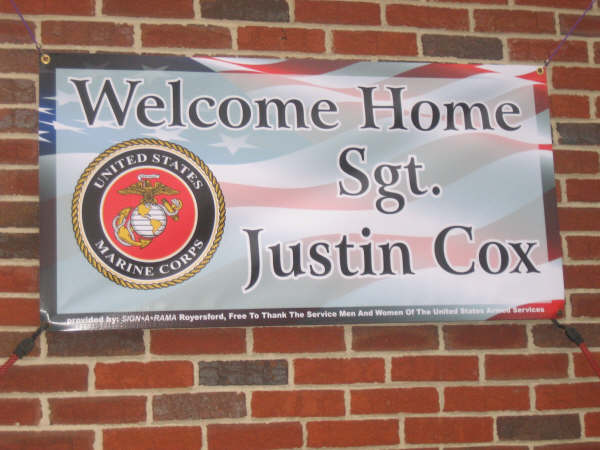 Welcome Home
Sgt.
Justin Cox
UNITED STATES
MARINE CORPS
provided by: SIGN*A*RAMA Royersford, Free To Thank The Service Men And Women Of The United States Armed Services